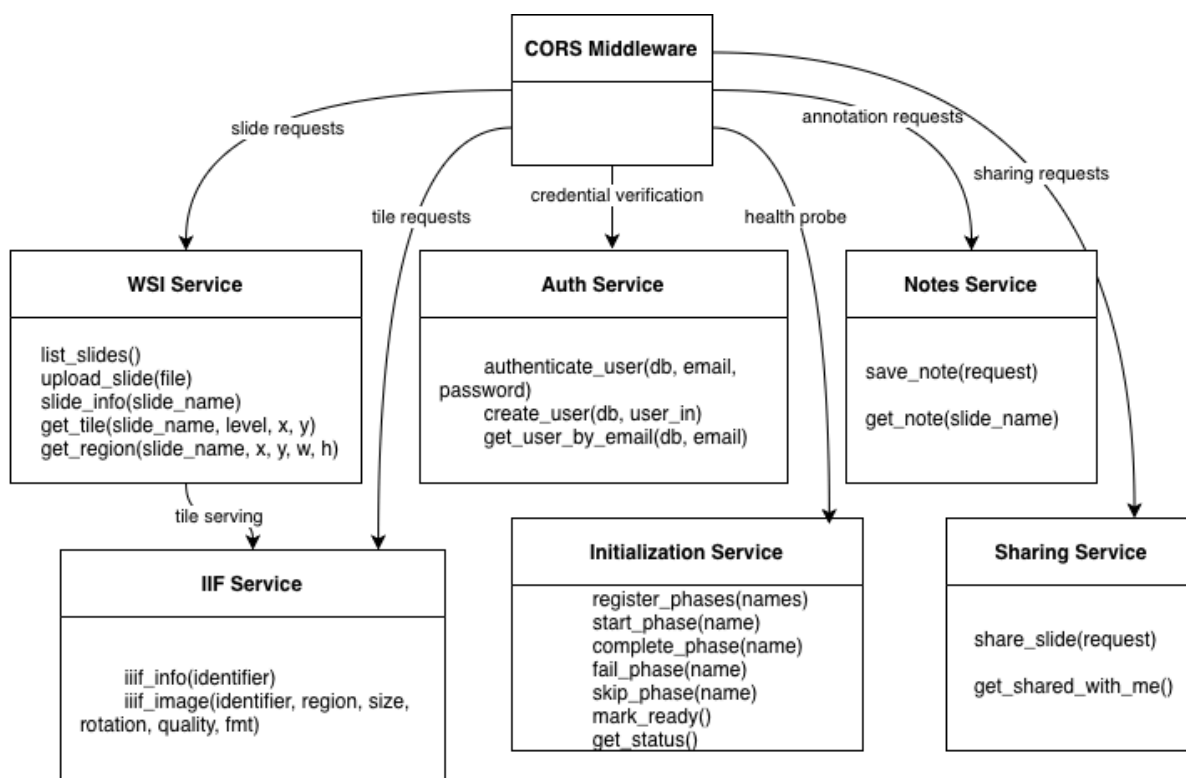 CORS Middleware
slide requests
annotation requests
sharing requests
credential verification
tile requests
health probe
WSI Service
list_slides()
upload_slide(file)
slide_info(slide_name)
get_tile(slide_name, level, x, y)
get_region(slide_name, x, y, w, h)
Auth Service
authenticate_user(db, email,
password)
create_user(db, user_in)
get_user_by_email(db, email)
Notes Service
save_note(request)
get_note(slide_name)
tile serving
IIF Service
iiif_info(identifier)
iiif_image(identifier, region, size,
rotation, quality, fmt)
Initialization Service
register_phases(names)
start_phase(name)
complete_phase(name)
fail_phase(name)
skip_phase(name)
mark_ready()
get_status()
Sharing Service
share_slide(request)
get_shared_with_me()